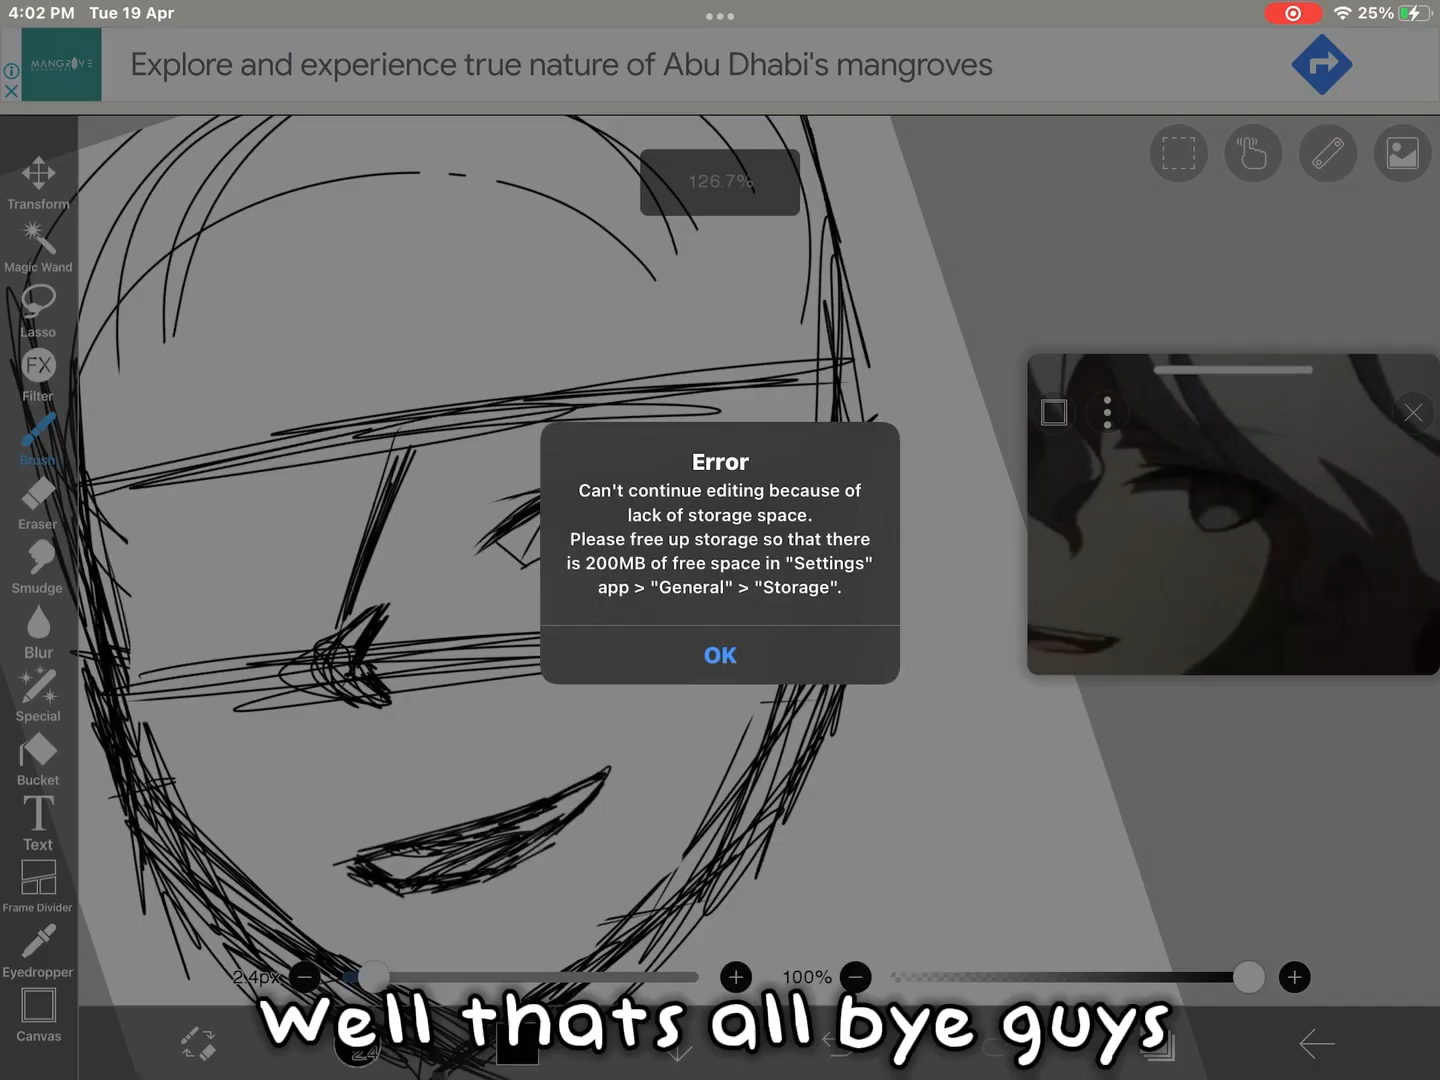 4:02 PM Tue 19 Apr
25%
MANGROVE
Explore and experience true nature of Abu Dhabi's mangroves
126.7%
Transform
Magic Wand
Lasso
FX
Filter
Brush
Eraser
Smudge
Blur
Special
Bucket
T
Text
Frame Divider
Eyedropper
Canvas
Error
Can't continue editing because of
lack of storage space.
Please free up storage so that there
is 200MB of free space in "Settings"
app > "General" > "Storage".
OK
2.4px
100%
Well thats all bye guys
2.4